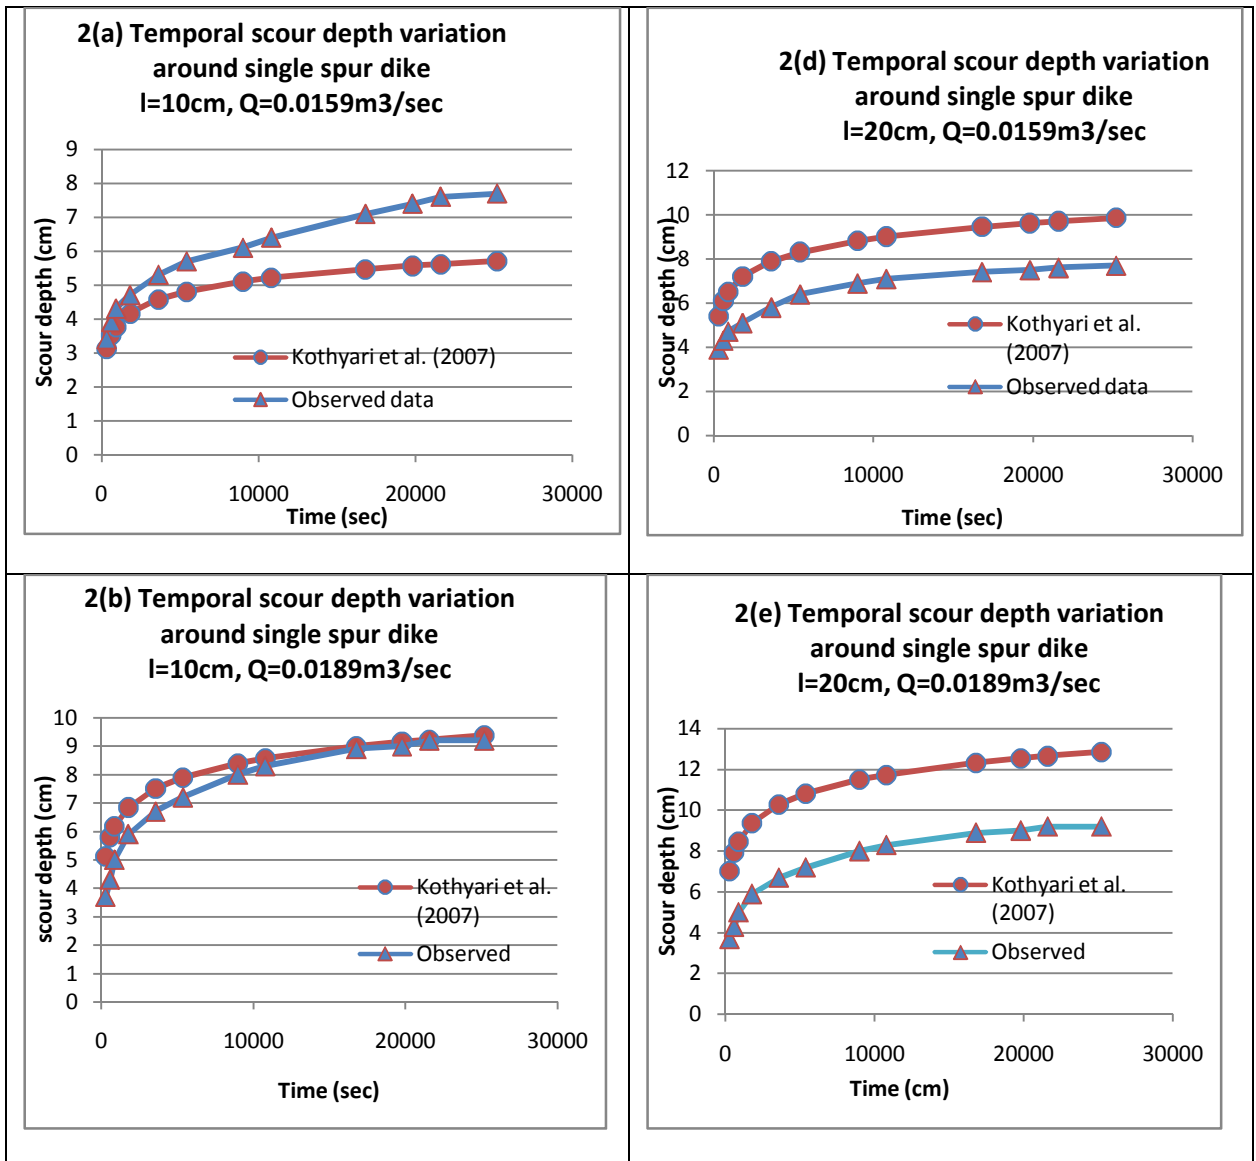 2(a) Temporal scour depth variation
around single spur dike
l=10cm, Q=0.0159m3/sec
9
8
7
6
5
4
3
2
1
0
Scour depth (cm)
Kothyari et al. (2007)
Observed data
0 10000 20000 30000
Time (sec)
2(d) Temporal scour depth variation
around single spur dike
l=20cm, Q=0.0159m3/sec
12
10
8
6
4
2
0
Scour depth (cm)
Kothyari et al.
(2007)
Observed data
0 10000 20000 30000
Time (sec)
2(b) Temporal scour depth variation
around single spur dike
l=10cm, Q=0.0189m3/sec
10
9
8
7
6
5
4
3
2
1
0
scour depth (cm)
Kothyari et al.
(2007)
Observed
0 10000 20000 30000
Time (sec)
2(e) Temporal scour depth variation
around single spur dike
l=20cm, Q=0.0189m3/sec
14
12
10
8
6
4
2
0
Scour depth (cm)
Kothyari et al.
(2007)
Observed
0 10000 20000 30000
Time (cm)